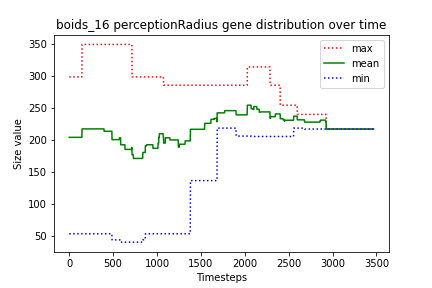 boids_16 perceptionRadius gene distribution over time
350
300
250
200
150
100
50
Size value
max
mean
min
0
500
1000
1500
2000
2500
3000
3500
Timesteps